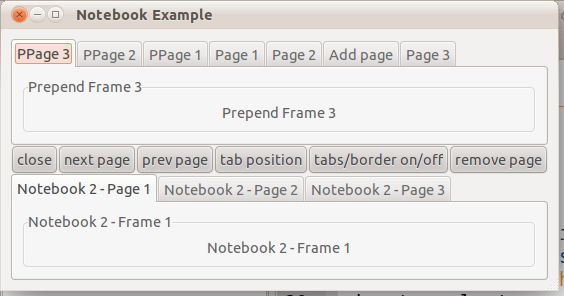 Notebook Example
PPage 3 PPage 2 PPage 1 Page 1 Page 2 Add page Page 3
Prepend Frame 3
Prepend Frame 3
close next page prev page tab position tabs/border on/off remove page
Notebook 2 - Page 1 Notebook 2 - Page 2 Notebook 2 - Page 3
Notebook 2 - Frame 1
Notebook 2 - Frame 1